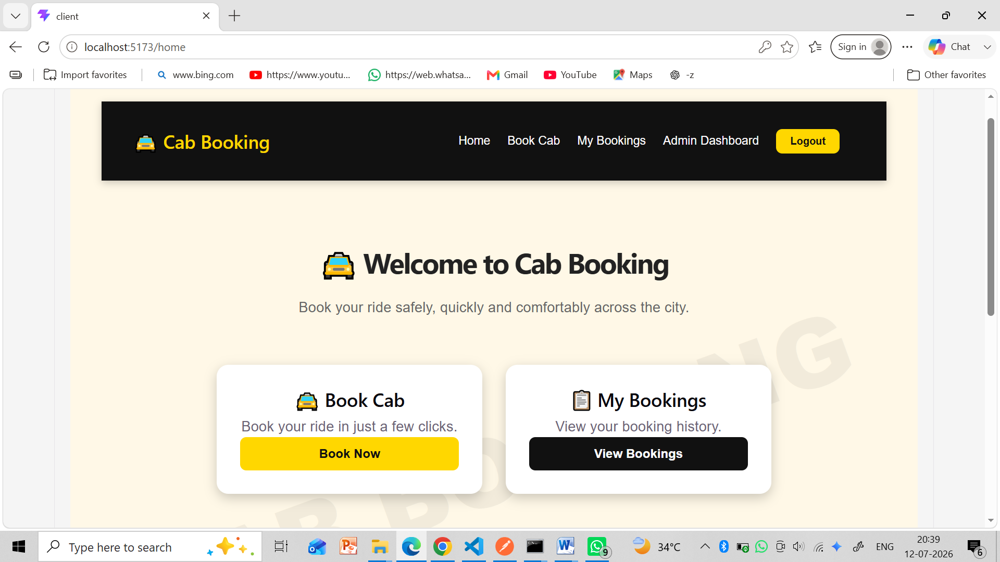 client
localhost:5173/home
Sign in
Chat
Import favorites
www.bing.com
https://www.youtu...
https://web.whatsa...
Gmail
YouTube
Maps
-z
Other favorites
Cab Booking
Home
Book Cab
My Bookings
Admin Dashboard
Logout
Welcome to Cab Booking
Book your ride safely, quickly and comfortably across the city.
Book Cab
Book your ride in just a few clicks.
Book Now
My Bookings
View your booking history.
View Bookings
Type here to search
9
34°C
ENG
20:39
12-07-2026
6